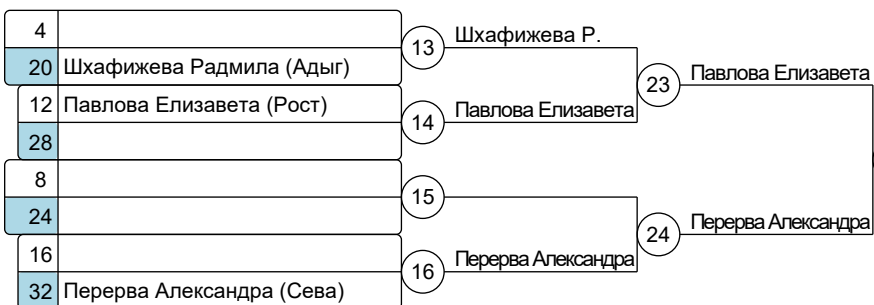 4
13 Шхафижева Р.
20 Шхафижева Радмила (Адыг)
23 Павлова Елизавета
12 Павлова Елизавета (Рост)
14 Павлова Елизавета
28
8
15
24
24 Перерва Александра
16
16 Перерва Александра
32 Перерва Александра (Сева)